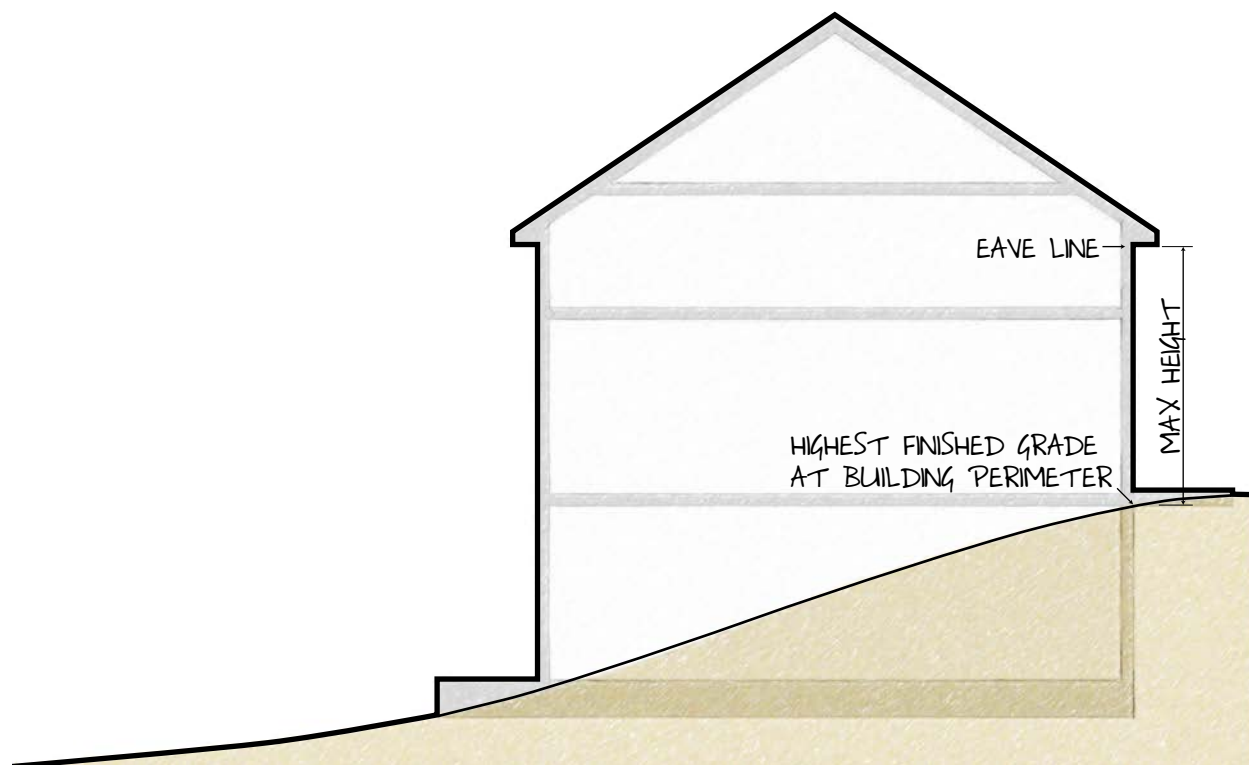 EAVE LINE
MAX HEIGHT
HIGHEST FINISHED GRADE
AT BUILDING PERIMETER